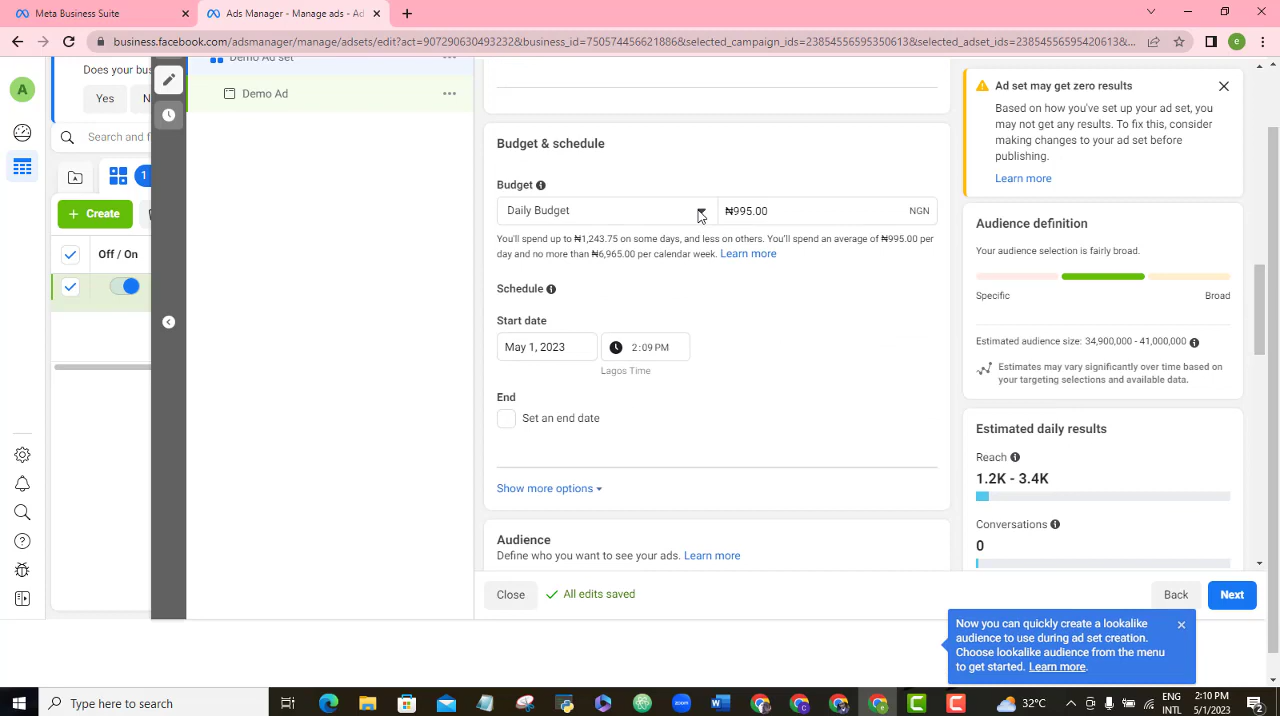 Meta Business Suite
Ads Manager - Manage ads - Ad
business.facebook.com/adsmanager/manage/adsets/edit?act=907290630493232&
Does your bus
Yes
N
Search and fi
1
+ Create
Off / On
A
Demo Ad set
Demo Ad
Budget & schedule
Budget
Daily Budget
₦995.00
NGN
You'll spend up to ₦1,243.75 on some days, and less on others. You'll spend an average of ₦995.00 per
day and no more than ₦6,965.00 per calendar week. Learn more
Schedule
Start date
May 1, 2023
2:09 PM
Lagos Time
End
Set an end date
Show more options
Audience
Define who you want to see your ads. Learn more
Close
All edits saved
Back
Next
Ad set may get zero results
Based on how you've set up your ad set, you
may not get any results. To fix this, consider
making changes to your ad set before
publishing.
Learn more
Audience definition
Your audience selection is fairly broad.
Specific
Broad
Estimated audience size: 34,900,000 - 41,000,000
Estimates may vary significantly over time based on
your targeting selections and available data.
Estimated daily results
Reach
1.2K - 3.4K
Conversations
0
Now you can quickly create a lookalike
audience to use during ad set creation.
Choose lookalike audience from the menu
to get started. Learn more.
Type here to search
32°C
ENG
INTL
2:10 PM
5/1/2023